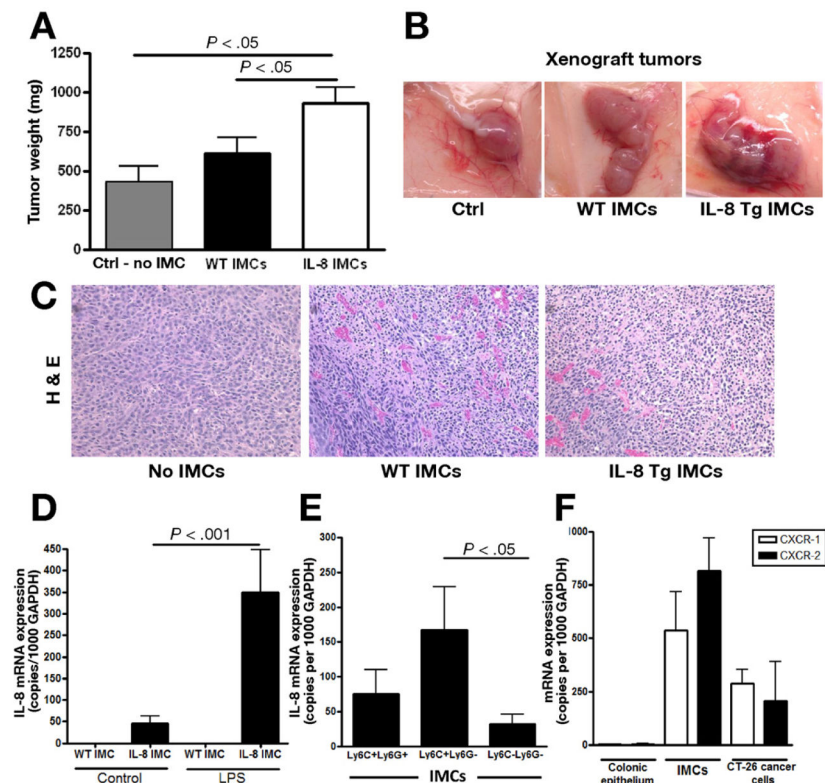 A
P < .05
P < .05
1250
1000
750
500
250
0
Tumor weight (mg)
Ctrl - no IMC
WT IMCs
IL-8 IMCs
B
Xenograft tumors
Ctrl
WT IMCs
IL-8 Tg IMCs
C
H & E
No IMCs
WT IMCs
IL-8 Tg IMCs
D
P < .001
450
400
350
300
250
200
150
100
50
0
IL-8 mRNA expression
(copies/1000 GAPDH)
WT IMC
IL-8 IMC
WT IMC
IL-8 IMC
Control
LPS
E
P < .05
300
250
200
150
100
50
0
IL-8 mRNA expression
(copies per 1000 GAPDH)
Ly6C+Ly6G+
Ly6C+Ly6G-
Ly6C-Ly6G-
IMCs
F
CXCR-1
CXCR-2
1000
750
500
250
0
mRNA expression
(copies per 1000 GAPDH)
Colonic
epithelium
IMCs
CT-26 cancer
cells